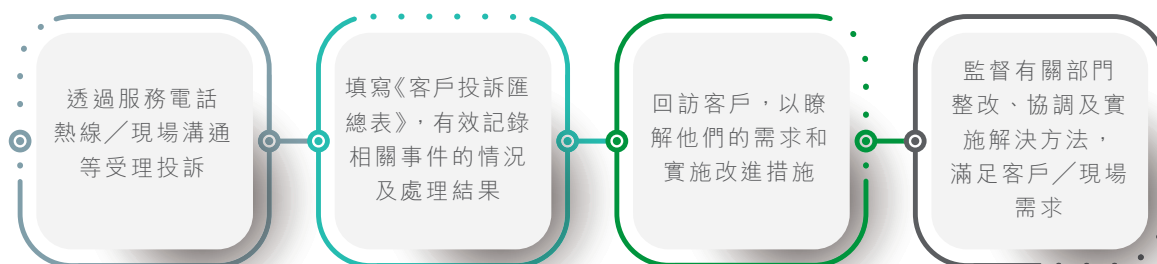 透過服務電話
熱線／現場溝通
等受理投訴
填寫《客戶投訴匯
總表》，有效記錄
相關事件的情況
及處理結果
回訪客戶，以瞭
解他們的需求和
實施改進措施
監督有關部門
整改、協調及實
施解決方法，
滿足客戶／現場
需求